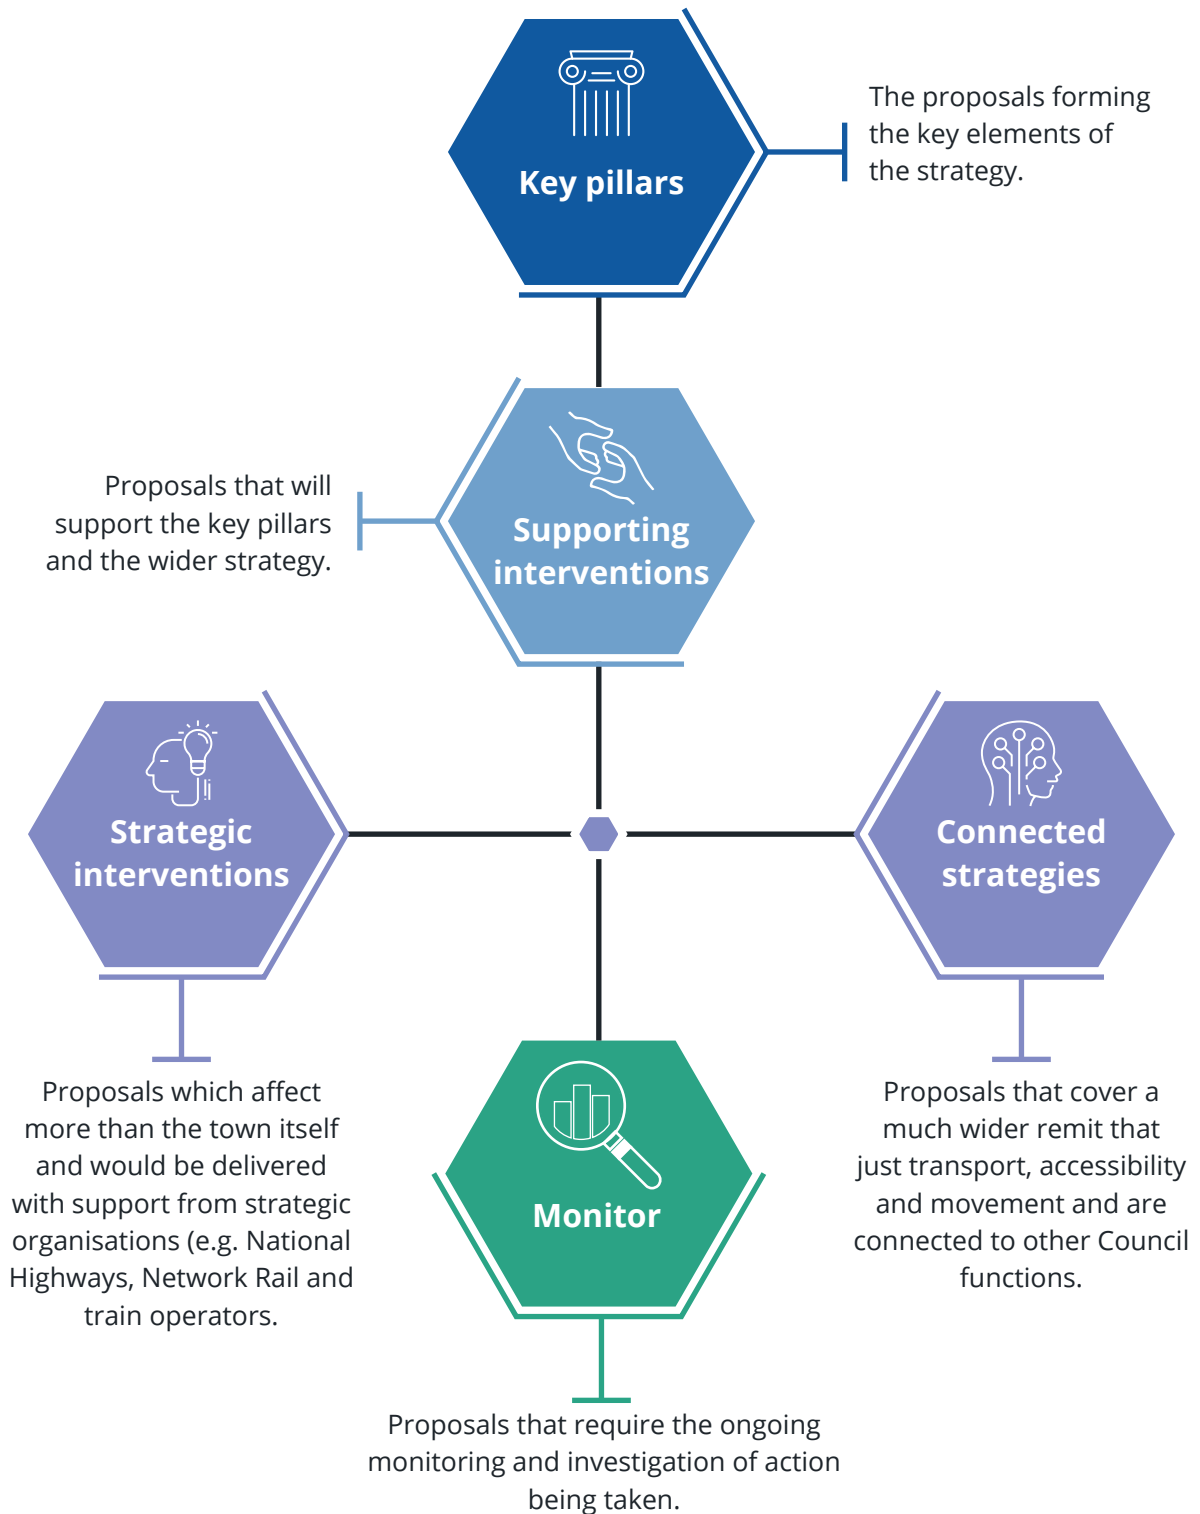 Key pillars
The proposals forming
the key elements of
the strategy.
Supporting
interventions
Proposals that will
support the key pillars
and the wider strategy.
Strategic
interventions
Proposals which affect
more than the town itself
and would be delivered
with support from strategic
organisations (e.g. National
Highways, Network Rail and
train operators.
Connected
strategies
Proposals that cover a
much wider remit that
just transport, accessibility
and movement and are
connected to other Council
functions.
Monitor
Proposals that require the ongoing
monitoring and investigation of action
being taken.